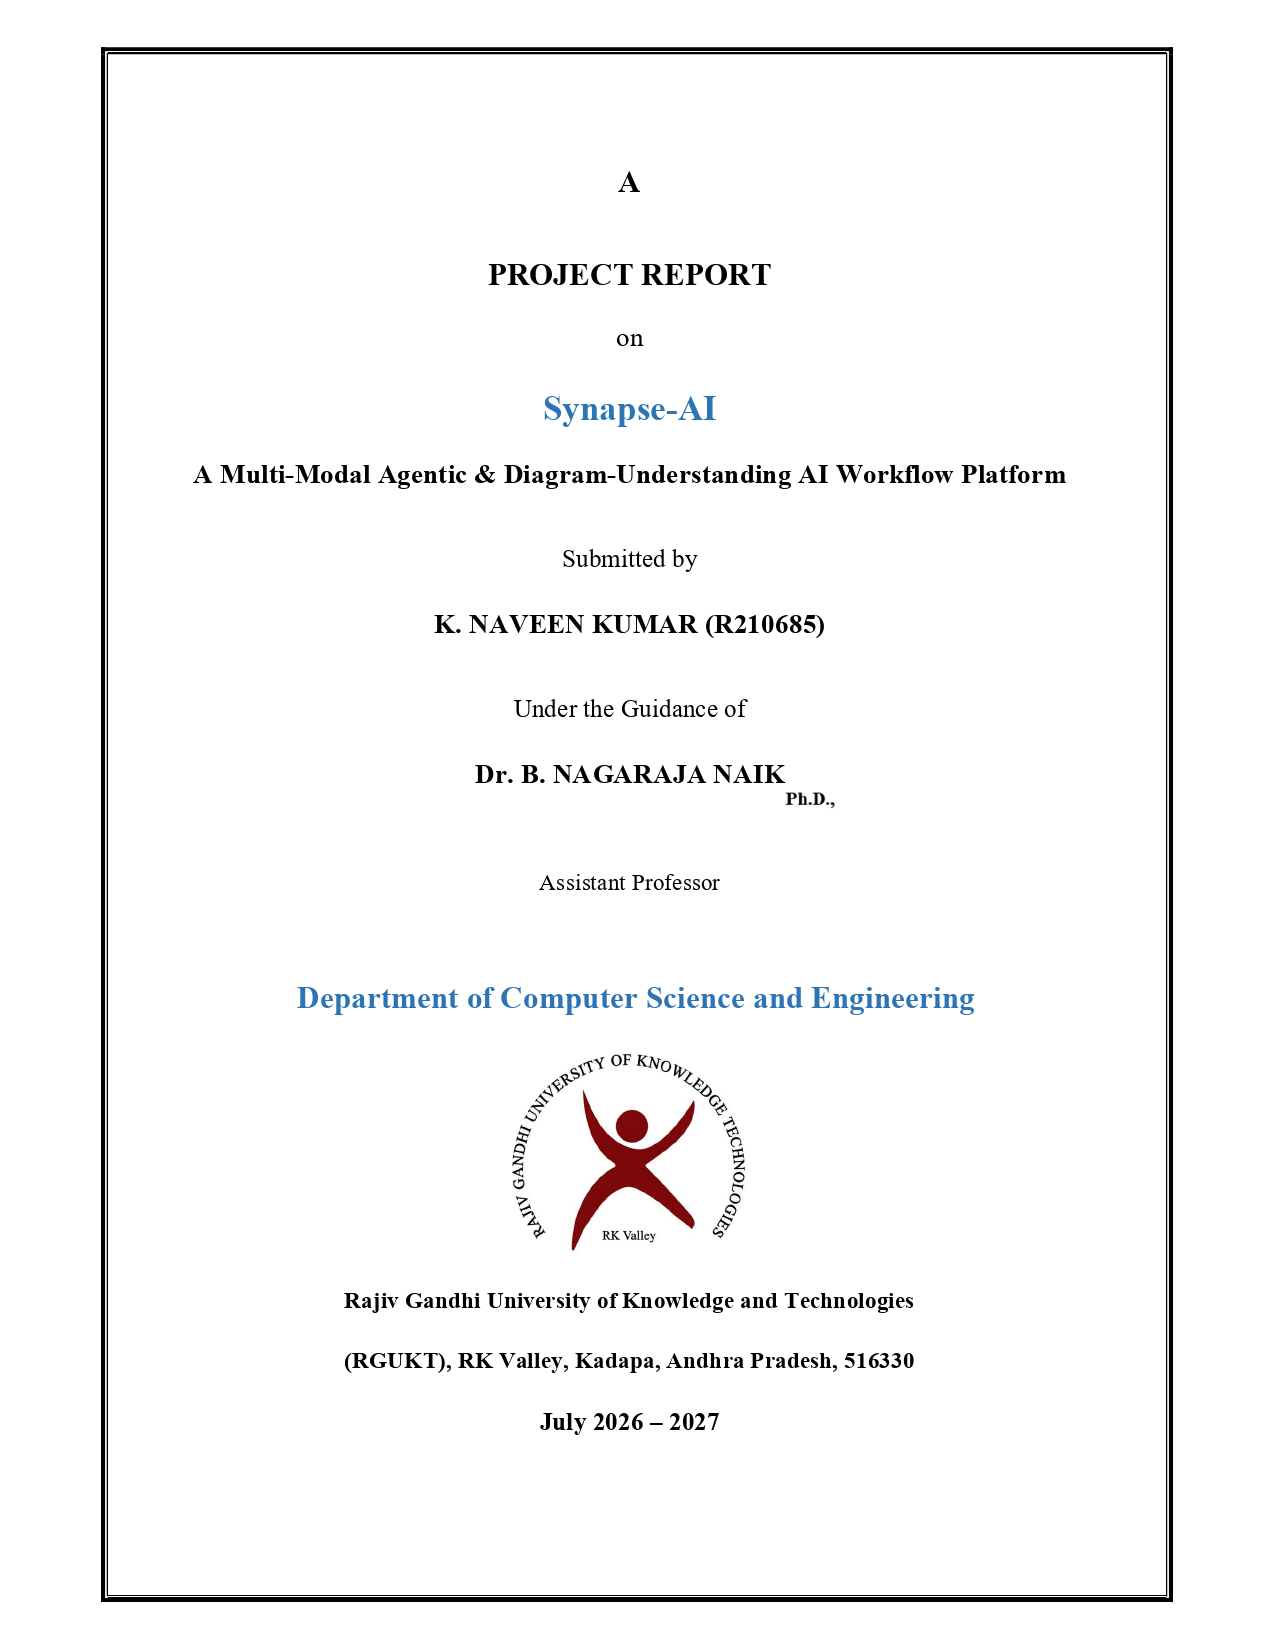 A
PROJECT REPORT
on
Synapse-AI
A Multi-Modal Agentic & Diagram-Understanding AI Workflow Platform
Submitted by
K. NAVEEN KUMAR (R210685)
Under the Guidance of
Dr. B. NAGARAJA NAIK
Ph.D.,
Assistant Professor
Department of Computer Science and Engineering
RAJIV GANDHI UNIVERSITY OF KNOWLEDGE TECHNOLOGIES
RK Valley
Rajiv Gandhi University of Knowledge and Technologies
(RGUKT), RK Valley, Kadapa, Andhra Pradesh, 516330
July 2026 – 2027